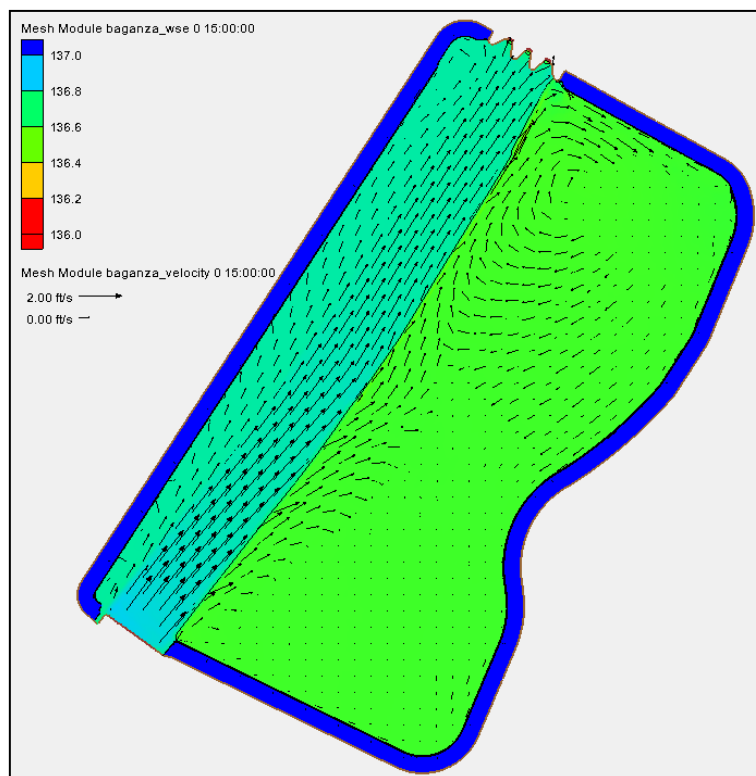 Mesh Module baganza_wse 0 15:00:00
137.0
136.8
136.6
136.4
136.2
136.0
Mesh Module baganza_velocity 0 15:00:00
2.00 ft/s
0.00 ft/s